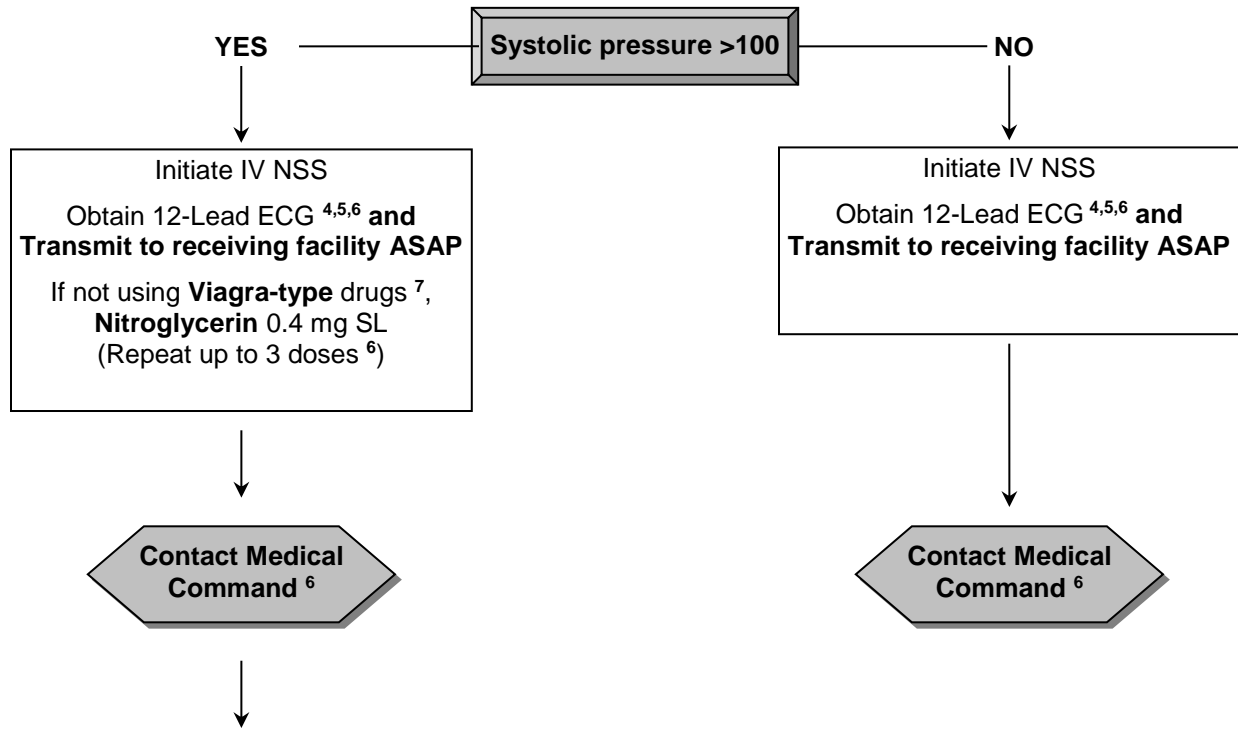 Systolic pressure >100
YES
NO
Initiate IV NSS
Obtain 12-Lead ECG 4,5,6 and
Transmit to receiving facility ASAP
If not using Viagra-type drugs 7,
Nitroglycerin 0.4 mg SL
(Repeat up to 3 doses 6)
Initiate IV NSS
Obtain 12-Lead ECG 4,5,6 and
Transmit to receiving facility ASAP
Contact Medical
Command 6
Contact Medical
Command 6